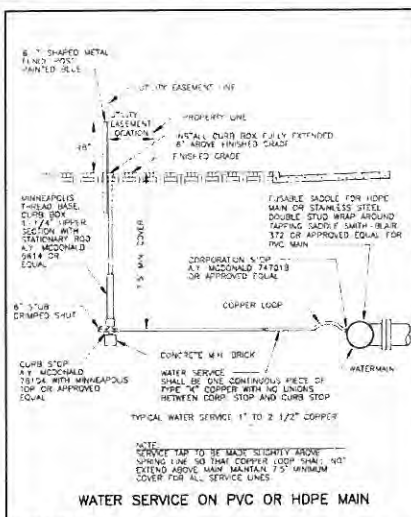 6' "T" SHAPED METAL
FENCE POST
PAINTED BLUE
UTILITY EASEMENT LINE
UTILITY
EASEMENT
LOCATION
PROPERTY LINE
INSTALL CURB BOX FULLY EXTENDED
6" ABOVE FINISHED GRADE
FINISHED GRADE
48"
MINNEAPOLIS
THREAD BASE,
CURB BOX
1-1/4" UPPER
SECTION WITH
STATIONARY ROD
A.Y. MCDONALD
5614 OR
EQUAL
7.5' MIN COVER
FUSABLE SADDLE FOR HDPE
MAIN OR STAINLESS STEEL
DOUBLE STUD WRAP AROUND
TAPPING SADDLE SMITH-BLAIR
372 OR APPROVED EQUAL FOR
PVC MAIN
CORPORATION STOP
A.Y. MCDONALD 74701B
OR APPROVED EQUAL
COPPER LOOP
6" STUB
CRIMPED SHUT
CONCRETE M.H. BRICK
WATERMAIN
CURB STOP
A.Y. MCDONALD
76104 WITH MINNEAPOLIS
TOP OR APPROVED
EQUAL
WATER SERVICE
SHALL BE ONE CONTINUOUS PIECE OF
TYPE "K" COPPER WITH NO UNIONS
BETWEEN CORP. STOP AND CURB STOP
TYPICAL WATER SERVICE 1" TO 2 1/2" COPPER
NOTE:
SERVICE TAP TO BE MADE SLIGHTLY ABOVE
SPRING LINE SO THAT COPPER LOOP SHALL NOT
EXTEND ABOVE MAIN. MAINTAIN 7.5' MINIMUM
COVER FOR ALL SERVICE LINES.
WATER SERVICE ON PVC OR HDPE MAIN